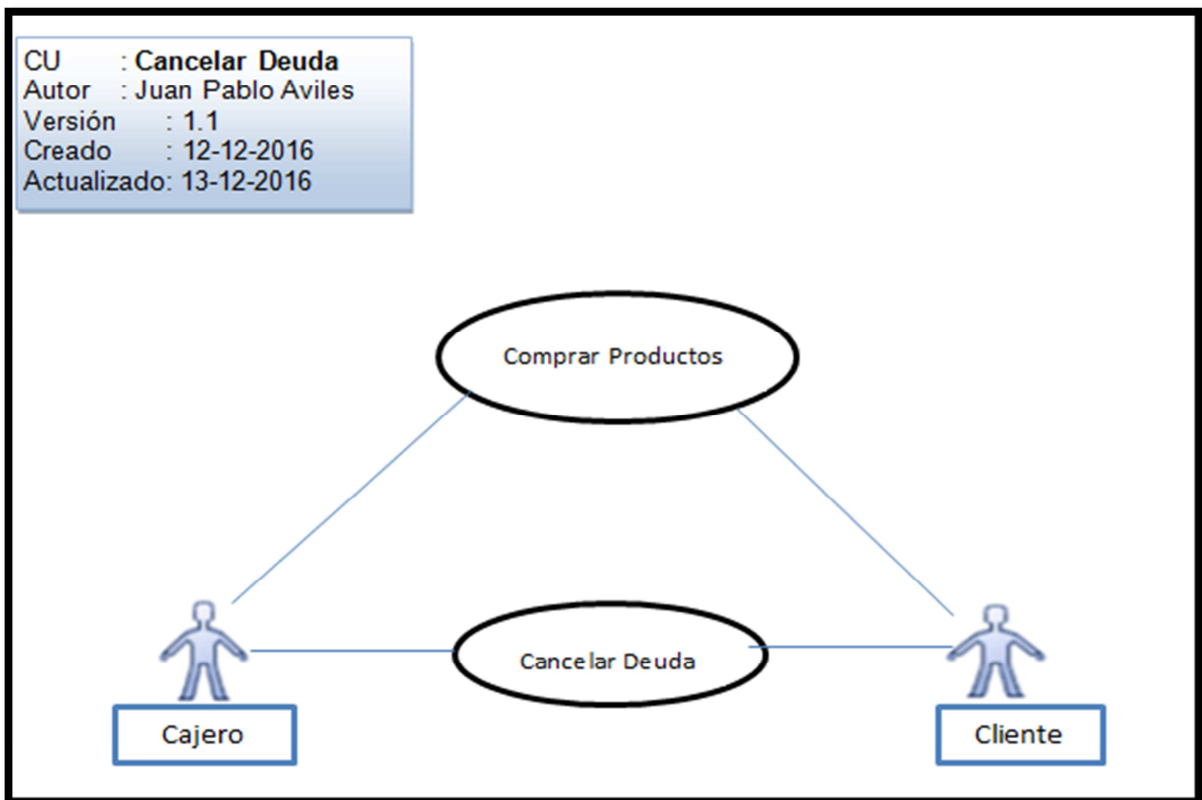 CU : Cancelar Deuda
Autor : Juan Pablo Aviles
Versión : 1.1
Creado : 12-12-2016
Actualizado: 13-12-2016
Comprar Productos
Cancelar Deuda
Cajero
Cliente